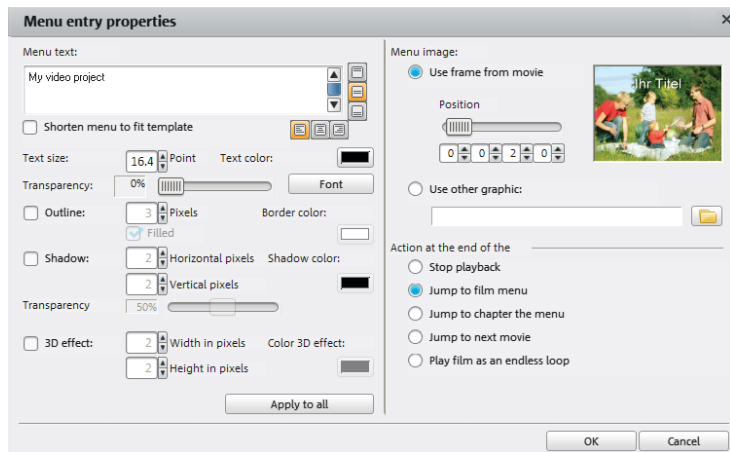 Menu entry properties
Menu text:
My video project
Shorten menu to fit template
Text size:
16.4
Point
Text color:
Transparency:
0%
Font
Outline:
3
Pixels
Border color:
Filled
Shadow:
2
Horizontal pixels
Shadow color:
2
Vertical pixels
Transparency
50%
3D effect:
2
Width in pixels
Color 3D effect:
2
Height in pixels
Apply to all
Menu image:
Use frame from movie
Ihr Titel
Position
0 0 2 0
Use other graphic:
Action at the end of the
Stop playback
Jump to film menu
Jump to chapter the menu
Jump to next movie
Play film as an endless loop
OK
Cancel